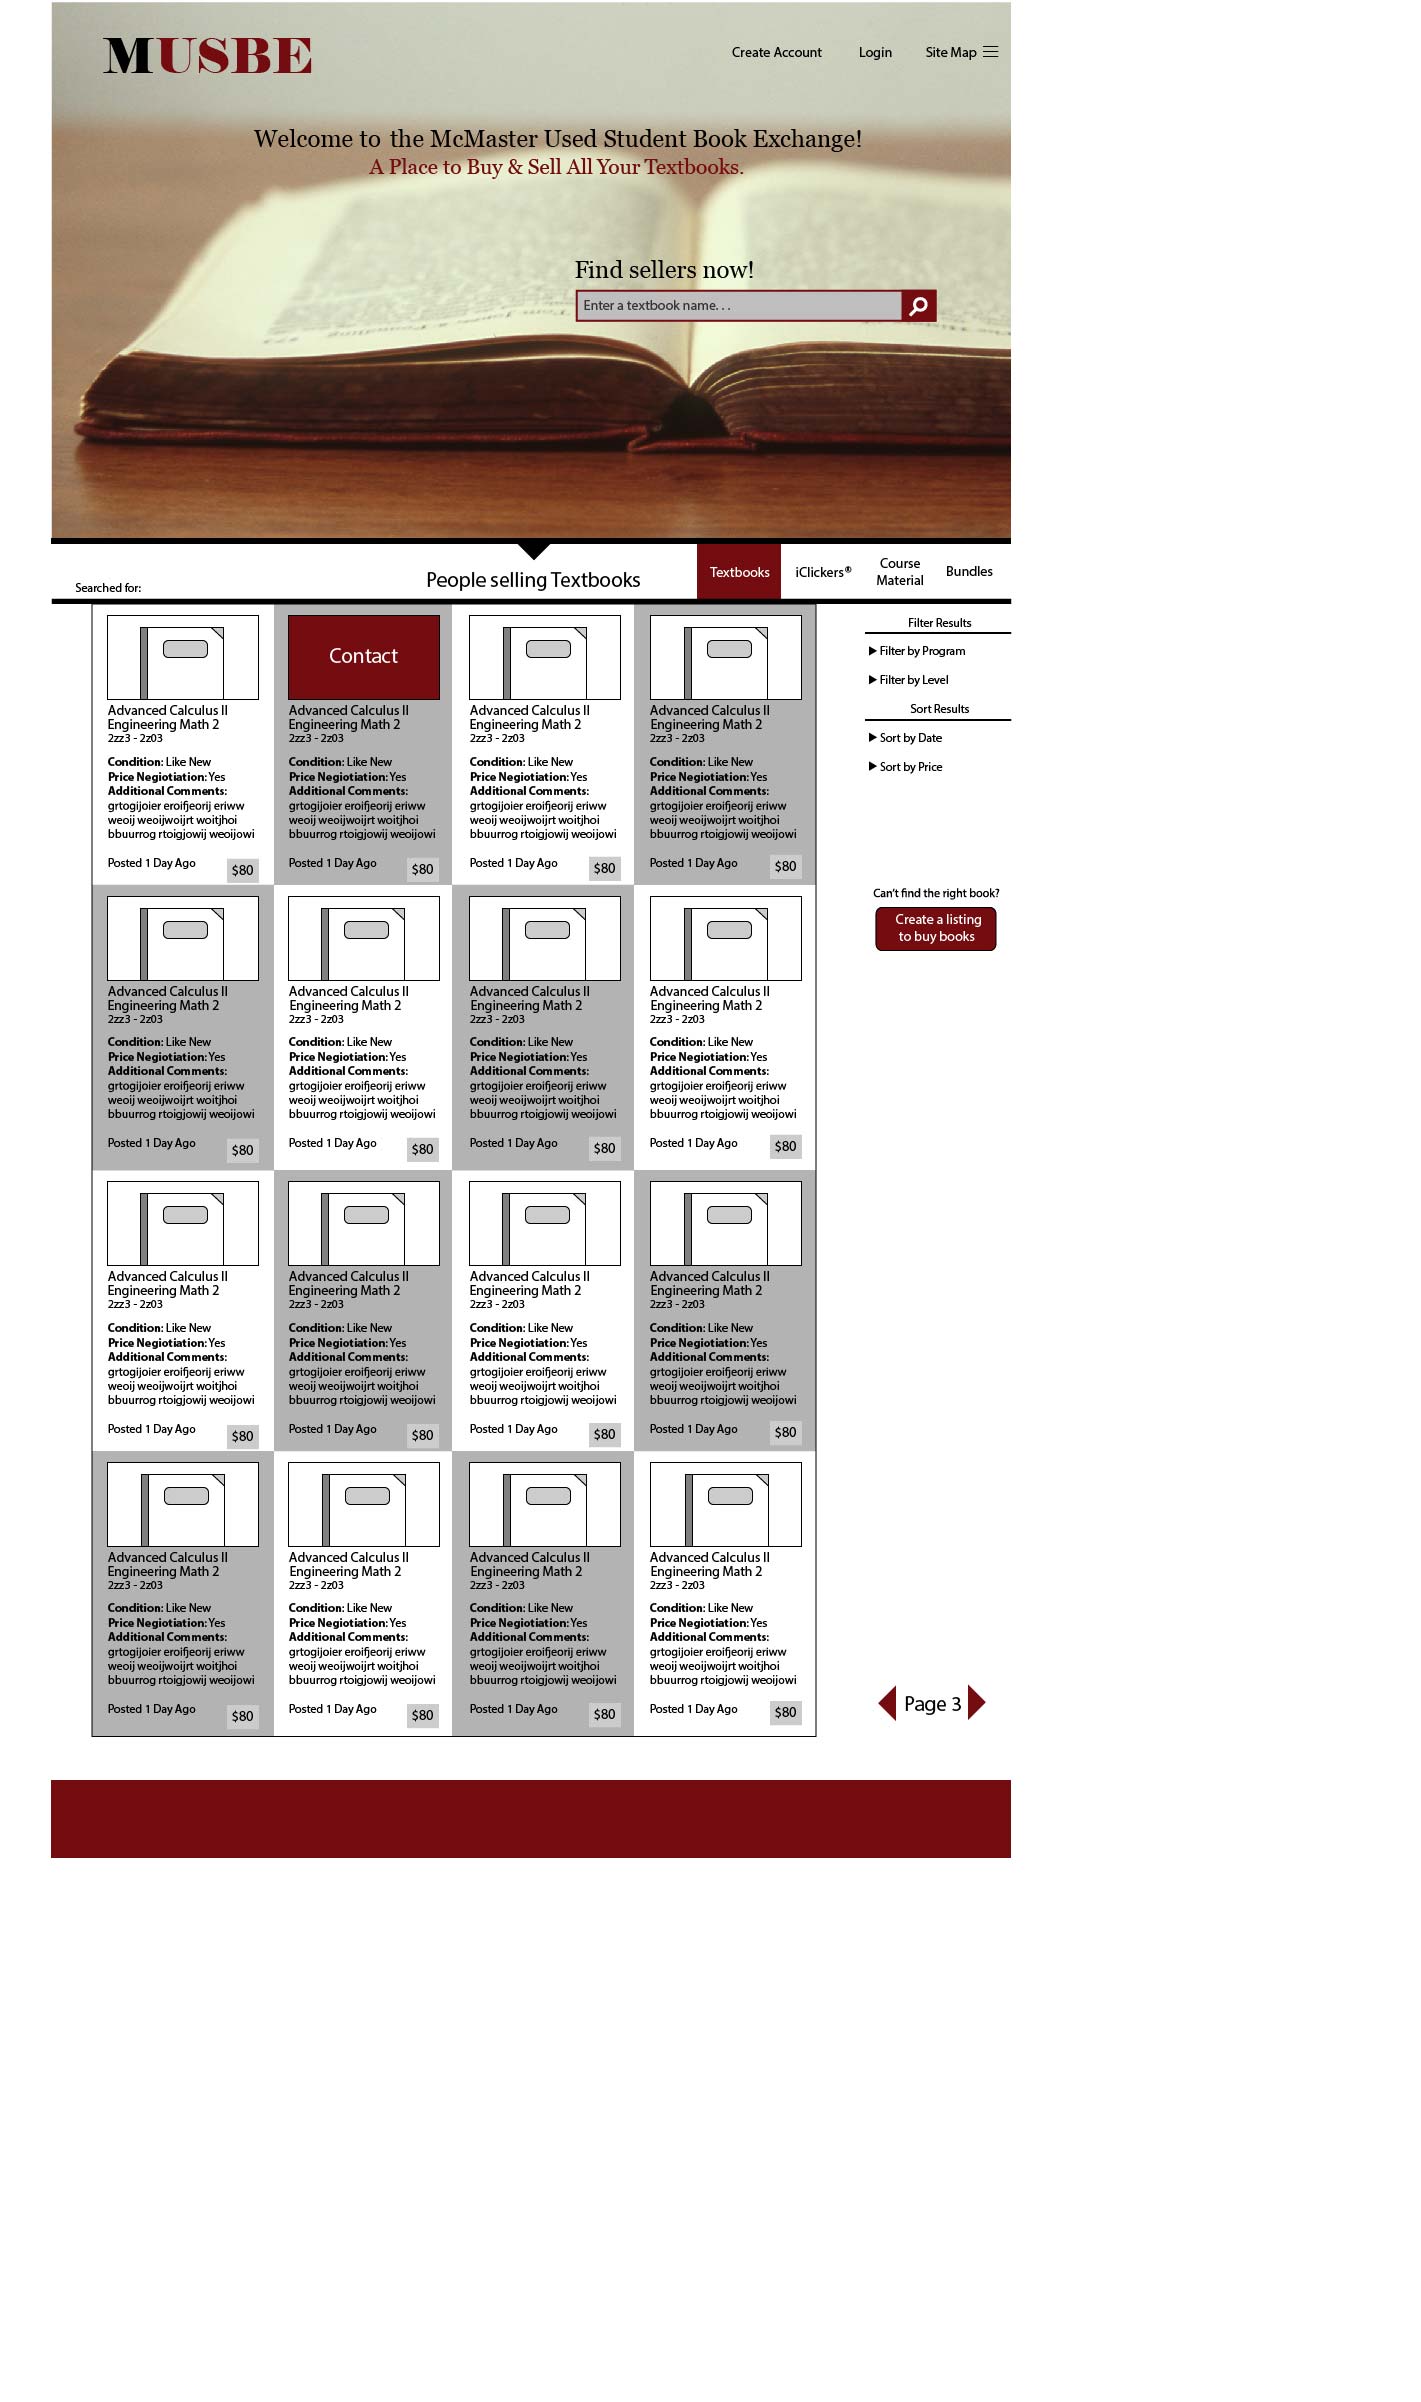 MUSBE
Create Account
Login
Site Map
Welcome to the McMaster Used Student Book Exchange!
A Place to Buy & Sell All Your Textbooks.
Find sellers now!
Enter a textbook name. . .
Searched for:
People selling Textbooks
Textbooks
iClickers®
Course
Material
Bundles
Contact
Advanced Calculus II
Engineering Math 2
2zz3 - 2z03
Condition: Like New
Price Negiotiation: Yes
Additional Comments:
grtogijoier eroifjeorij eriww
weoij weoijwoijrt woitjhoi
bbuurrog rtoigjowij weoijowi
Posted 1 Day Ago
$80
Advanced Calculus II
Engineering Math 2
2zz3 - 2z03
Condition: Like New
Price Negiotiation: Yes
Additional Comments:
grtogijoier eroifjeorij eriww
weoij weoijwoijrt woitjhoi
bbuurrog rtoigjowij weoijowi
Posted 1 Day Ago
$80
Advanced Calculus II
Engineering Math 2
2zz3 - 2z03
Condition: Like New
Price Negiotiation: Yes
Additional Comments:
grtogijoier eroifjeorij eriww
weoij weoijwoijrt woitjhoi
bbuurrog rtoigjowij weoijowi
Posted 1 Day Ago
$80
Advanced Calculus II
Engineering Math 2
2zz3 - 2z03
Condition: Like New
Price Negiotiation: Yes
Additional Comments:
grtogijoier eroifjeorij eriww
weoij weoijwoijrt woitjhoi
bbuurrog rtoigjowij weoijowi
Posted 1 Day Ago
$80
Advanced Calculus II
Engineering Math 2
2zz3 - 2z03
Condition: Like New
Price Negiotiation: Yes
Additional Comments:
grtogijoier eroifjeorij eriww
weoij weoijwoijrt woitjhoi
bbuurrog rtoigjowij weoijowi
Posted 1 Day Ago
$80
Advanced Calculus II
Engineering Math 2
2zz3 - 2z03
Condition: Like New
Price Negiotiation: Yes
Additional Comments:
grtogijoier eroifjeorij eriww
weoij weoijwoijrt woitjhoi
bbuurrog rtoigjowij weoijowi
Posted 1 Day Ago
$80
Advanced Calculus II
Engineering Math 2
2zz3 - 2z03
Condition: Like New
Price Negiotiation: Yes
Additional Comments:
grtogijoier eroifjeorij eriww
weoij weoijwoijrt woitjhoi
bbuurrog rtoigjowij weoijowi
Posted 1 Day Ago
$80
Advanced Calculus II
Engineering Math 2
2zz3 - 2z03
Condition: Like New
Price Negiotiation: Yes
Additional Comments:
grtogijoier eroifjeorij eriww
weoij weoijwoijrt woitjhoi
bbuurrog rtoigjowij weoijowi
Posted 1 Day Ago
$80
Advanced Calculus II
Engineering Math 2
2zz3 - 2z03
Condition: Like New
Price Negiotiation: Yes
Additional Comments:
grtogijoier eroifjeorij eriww
weoij weoijwoijrt woitjhoi
bbuurrog rtoigjowij weoijowi
Posted 1 Day Ago
$80
Advanced Calculus II
Engineering Math 2
2zz3 - 2z03
Condition: Like New
Price Negiotiation: Yes
Additional Comments:
grtogijoier eroifjeorij eriww
weoij weoijwoijrt woitjhoi
bbuurrog rtoigjowij weoijowi
Posted 1 Day Ago
$80
Advanced Calculus II
Engineering Math 2
2zz3 - 2z03
Condition: Like New
Price Negiotiation: Yes
Additional Comments:
grtogijoier eroifjeorij eriww
weoij weoijwoijrt woitjhoi
bbuurrog rtoigjowij weoijowi
Posted 1 Day Ago
$80
Advanced Calculus II
Engineering Math 2
2zz3 - 2z03
Condition: Like New
Price Negiotiation: Yes
Additional Comments:
grtogijoier eroifjeorij eriww
weoij weoijwoijrt woitjhoi
bbuurrog rtoigjowij weoijowi
Posted 1 Day Ago
$80
Advanced Calculus II
Engineering Math 2
2zz3 - 2z03
Condition: Like New
Price Negiotiation: Yes
Additional Comments:
grtogijoier eroifjeorij eriww
weoij weoijwoijrt woitjhoi
bbuurrog rtoigjowij weoijowi
Posted 1 Day Ago
$80
Advanced Calculus II
Engineering Math 2
2zz3 - 2z03
Condition: Like New
Price Negiotiation: Yes
Additional Comments:
grtogijoier eroifjeorij eriww
weoij weoijwoijrt woitjhoi
bbuurrog rtoigjowij weoijowi
Posted 1 Day Ago
$80
Advanced Calculus II
Engineering Math 2
2zz3 - 2z03
Condition: Like New
Price Negiotiation: Yes
Additional Comments:
grtogijoier eroifjeorij eriww
weoij weoijwoijrt woitjhoi
bbuurrog rtoigjowij weoijowi
Posted 1 Day Ago
$80
Advanced Calculus II
Engineering Math 2
2zz3 - 2z03
Condition: Like New
Price Negiotiation: Yes
Additional Comments:
grtogijoier eroifjeorij eriww
weoij weoijwoijrt woitjhoi
bbuurrog rtoigjowij weoijowi
Posted 1 Day Ago
$80
Filter Results
Filter by Program
Filter by Level
Sort Results
Sort by Date
Sort by Price
Can't find the right book?
Create a listing
to buy books
Page 3